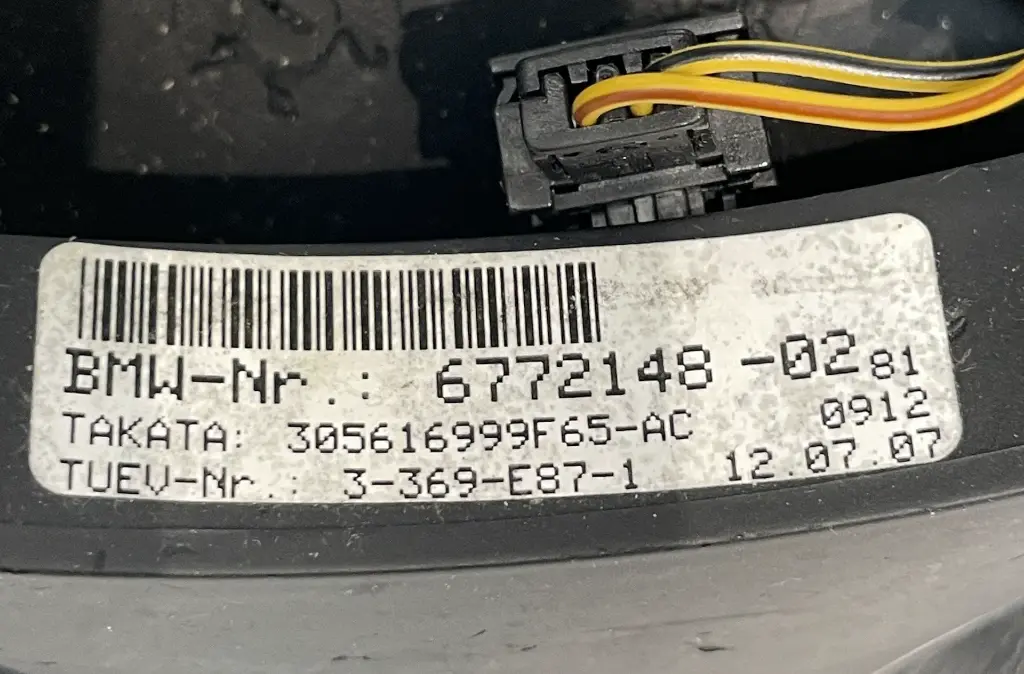 BMW-Nr.: 6772148-02 81
TAKATA: 305616999F65-AC 0912
TUEV-Nr.: 3-369-E87-1 12.07.07